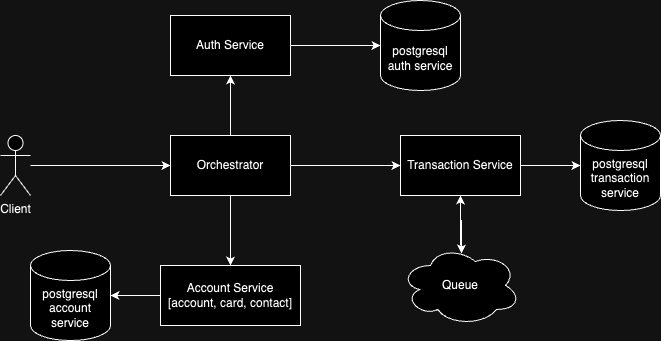 Auth Service
postgresql
auth service
Client
Orchestrator
Transaction Service
postgresql
transaction
service
postgresql
account
service
Account Service
[account, card, contact]
Queue